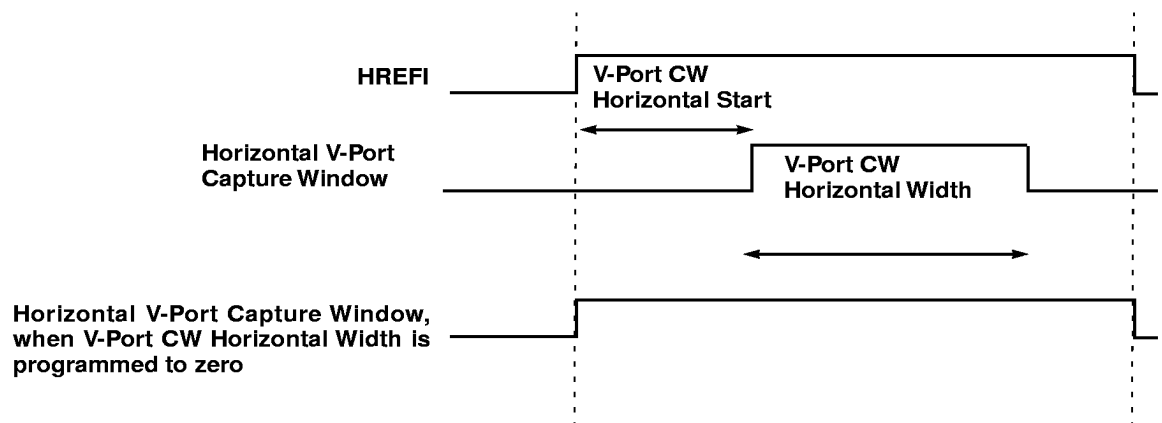 HREFI
V-Port CW
Horizontal Start
Horizontal V-Port
Capture Window
V-Port CW
Horizontal Width
Horizontal V-Port Capture Window,
when V-Port CW Horizontal Width is
programmed to zero